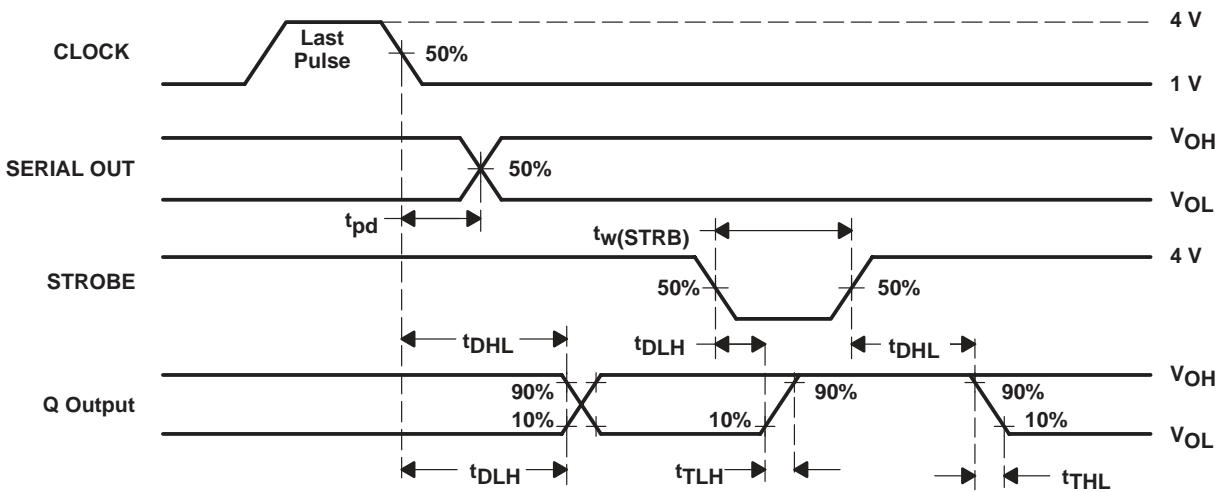 4 V
CLOCK
Last
Pulse
50%
1 V
VOH
SERIAL OUT
50%
VOL
tpd
tw(STRB)
4 V
STROBE
50%
50%
tDHL
tDLH
tDHL
VOH
Q Output
90%
10%
10%
90%
90%
10%
VOL
tDLH
tTLH
tTHL